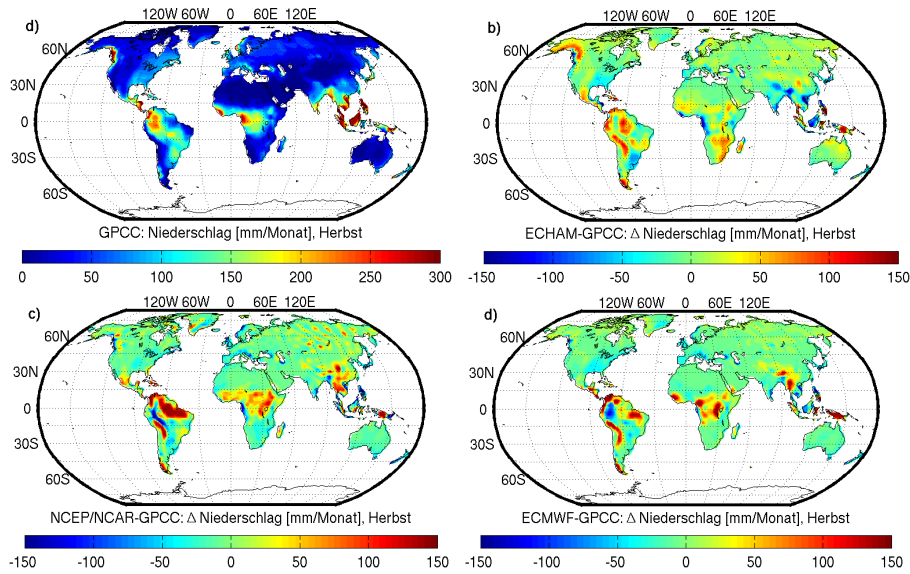 d)
120W 60W 0 60E 120E
60N
30N
0
30S
60S
GPCC: Niederschlag [mm/Monat], Herbst
0 50 100 150 200 250 300
b)
120W 60W 0 60E 120E
60N
30N
0
30S
60S
ECHAM-GPCC: Δ Niederschlag [mm/Monat], Herbst
-150 -100 -50 0 50 100 150
c)
120W 60W 0 60E 120E
60N
30N
0
30S
60S
NCEP/NCAR-GPCC: Δ Niederschlag [mm/Monat], Herbst
-150 -100 -50 0 50 100 150
d)
120W 60W 0 60E 120E
60N
30N
0
30S
60S
ECMWF-GPCC: Δ Niederschlag [mm/Monat], Herbst
-150 -100 -50 0 50 100 150